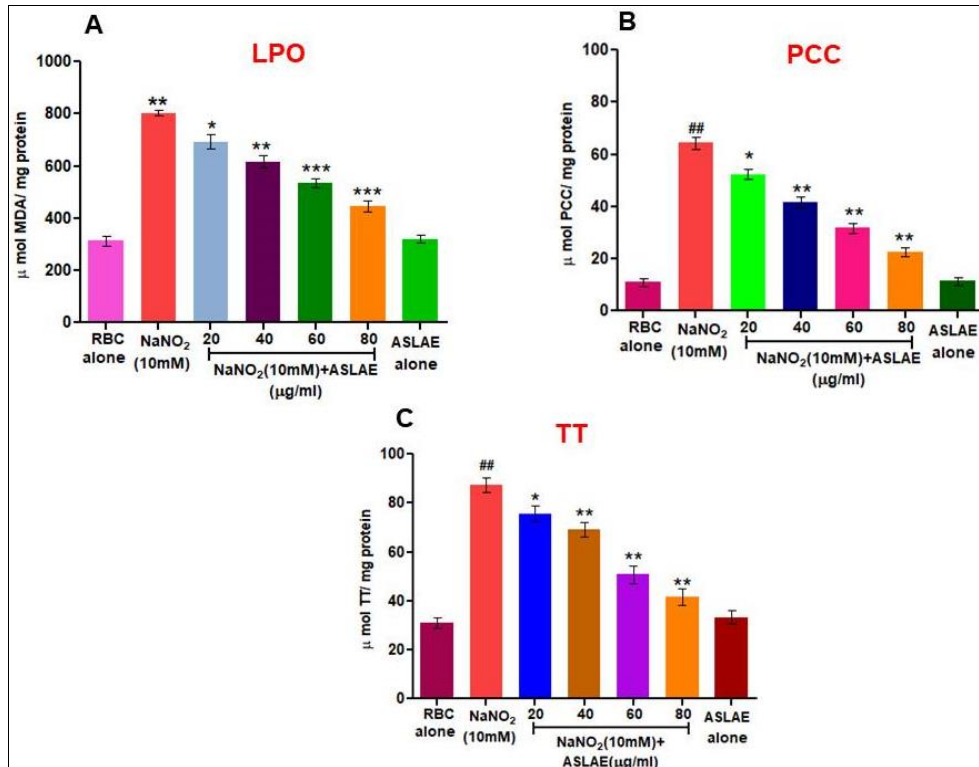 A
LPO
1000
800
600
400
200
0
μ mol MDA/ mg protein
**
*
**
***
***
RBC alone
NaNO₂ (10mM)
20 40 60 80
ASLAE alone
NaNO₂(10mM)+ASLAE
(μg/ml)
B
PCC
100
80
60
40
20
0
μ mol PCC/ mg protein
##
*
**
**
**
RBC alone
NaNO₂ (10mM)
20 40 60 80
ASLAE alone
NaNO₂(10mM)+ASLAE
(μg/ml)
C
TT
100
80
60
40
20
0
μ mol TT/ mg protein
##
*
**
**
**
RBC alone
NaNO₂ (10mM)
20 40 60 80
ASLAE alone
NaNO₂(10mM)+
ASLAE(μg/ml)